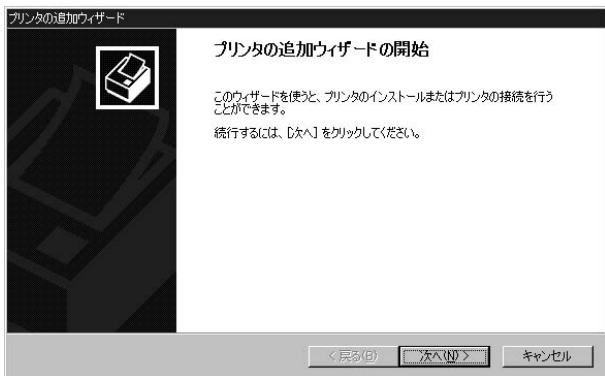 プリンタの追加ウィザード
プリンタの追加ウィザードの開始
このウィザードを使うと、プリンタのインストールまたはプリンタの接続を行う
ことができます。
続行するには、[次へ] をクリックしてください。
< 戻る(B)
次へ(N) >
キャンセル